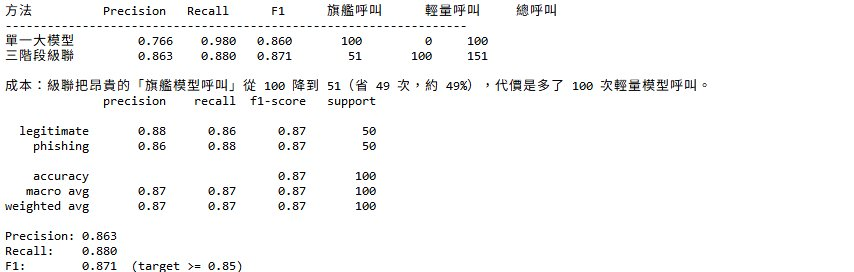 方法 Precision Recall F1 旗艦呼叫 輕量呼叫 總呼叫
------------------------------------------------------------------
單一大模型 0.766 0.980 0.860 100 0 100
三階段級聯 0.863 0.880 0.871 51 100 151
成本：級聯把昂貴的「旗艦模型呼叫」從 100 降到 51（省 49 次，約 49%），代價是多了 100 次輕量模型呼叫。
precision recall f1-score support
legitimate 0.88 0.86 0.87 50
phishing 0.86 0.88 0.87 50
accuracy 0.87 100
macro avg 0.87 0.87 0.87 100
weighted avg 0.87 0.87 0.87 100
Precision: 0.863
Recall: 0.880
F1: 0.871 (target >= 0.85)